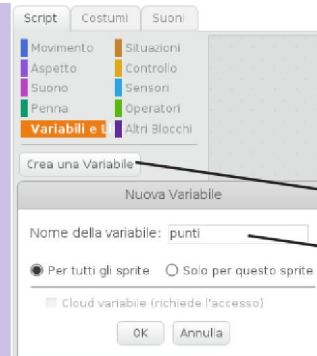 Script Costumi Suoni
Movimento Situazioni
Aspetto Controllo
Suono Sensori
Penna Operatori
Variabili e L Altri Blocchi
Crea una Variabile
Nuova Variabile
Nome della variabile: punti
Per tutti gli sprite Solo per questo sprite
Cloud variabile (richiede l'accesso)
OK Annulla